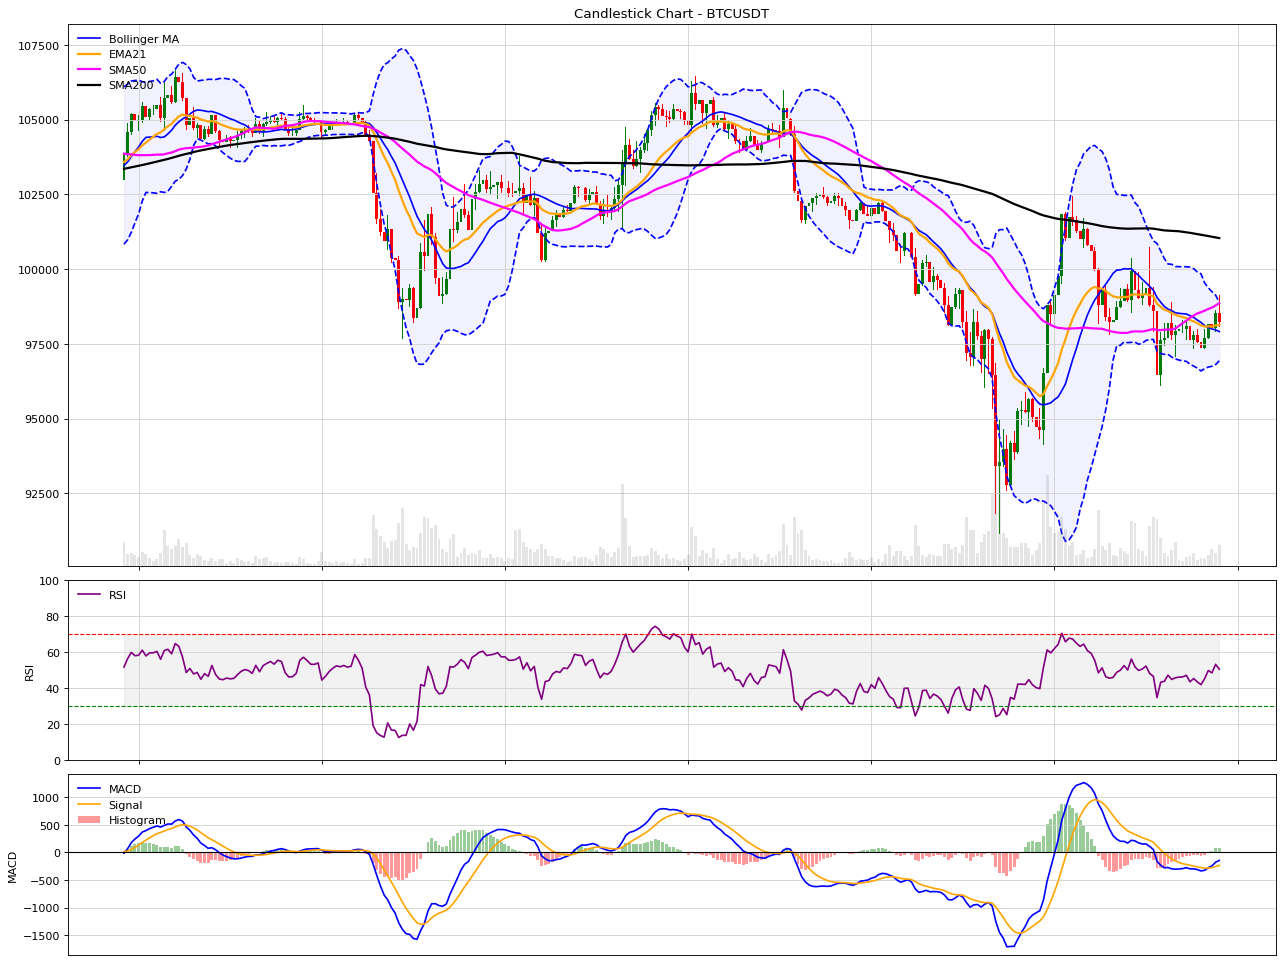 Candlestick Chart - BTCUSDT
Bollinger MA
EMA21
SMA50
SMA200
107500
105000
102500
100000
97500
95000
92500
RSI
100
80
60
40
20
0
RSI
MACD
Signal
Histogram
1000
500
0
−500
−1000
−1500
MACD